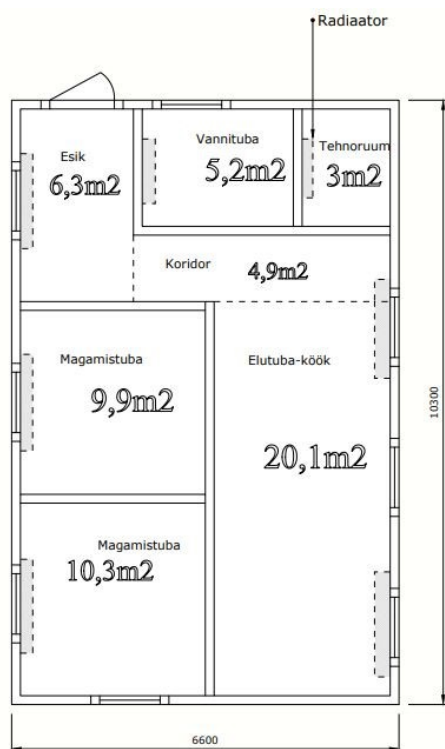 Radiaator
Esik
6,3m2
Vannituba
5,2m2
Tehnoruum
3m2
Koridor
4,9m2
Magamistuba
9,9m2
Elutuba-köök
20,1m2
Magamistuba
10,3m2
10300
6600